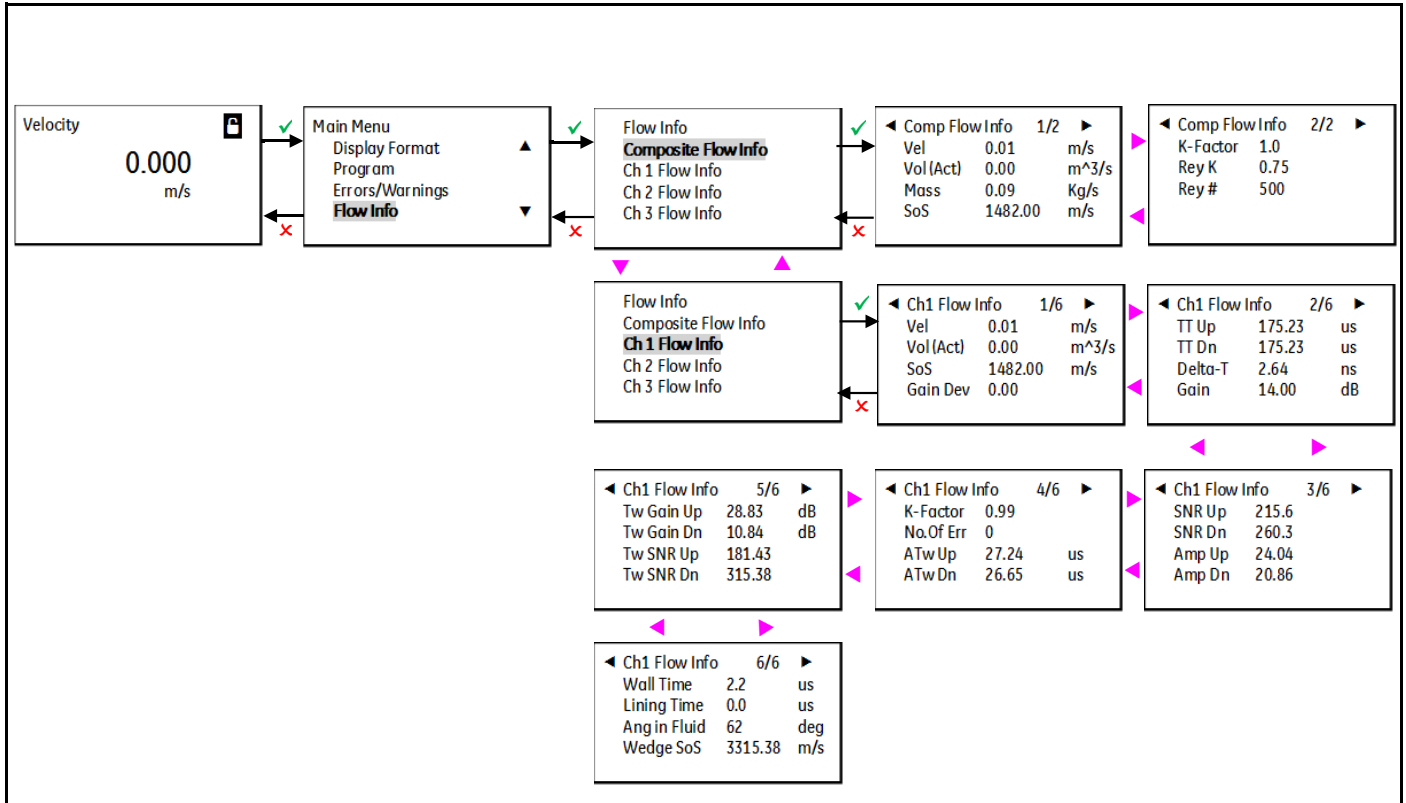 Velocity
0.000
m/s
Main Menu
Display Format
Program
Errors/Warnings
Flow Info
Flow Info
Composite Flow Info
Ch 1 Flow Info
Ch 2 Flow Info
Ch 3 Flow Info
◄ Comp Flow Info 1/2 ►
Vel 0.01 m/s
Vol (Act) 0.00 m^3/s
Mass 0.09 Kg/s
SoS 1482.00 m/s
◄ Comp Flow Info 2/2 ►
K-Factor 1.0
Rey K 0.75
Rey # 500
Flow Info
Composite Flow Info
Ch 1 Flow Info
Ch 2 Flow Info
Ch 3 Flow Info
◄ Ch1 Flow Info 1/6 ►
Vel 0.01 m/s
Vol (Act) 0.00 m^3/s
SoS 1482.00 m/s
Gain Dev 0.00
◄ Ch1 Flow Info 2/6 ►
TT Up 175.23 us
TT Dn 175.23 us
Delta-T 2.64 ns
Gain 14.00 dB
◄ Ch1 Flow Info 5/6 ►
Tw Gain Up 28.83 dB
Tw Gain Dn 10.84 dB
Tw SNR Up 181.43
Tw SNR Dn 315.38
◄ Ch1 Flow Info 4/6 ►
K-Factor 0.99
No.Of Err 0
ATw Up 27.24 us
ATw Dn 26.65 us
◄ Ch1 Flow Info 3/6 ►
SNR Up 215.6
SNR Dn 260.3
Amp Up 24.04
Amp Dn 20.86
◄ Ch1 Flow Info 6/6 ►
Wall Time 2.2 us
Lining Time 0.0 us
Ang in Fluid 62 deg
Wedge SoS 3315.38 m/s